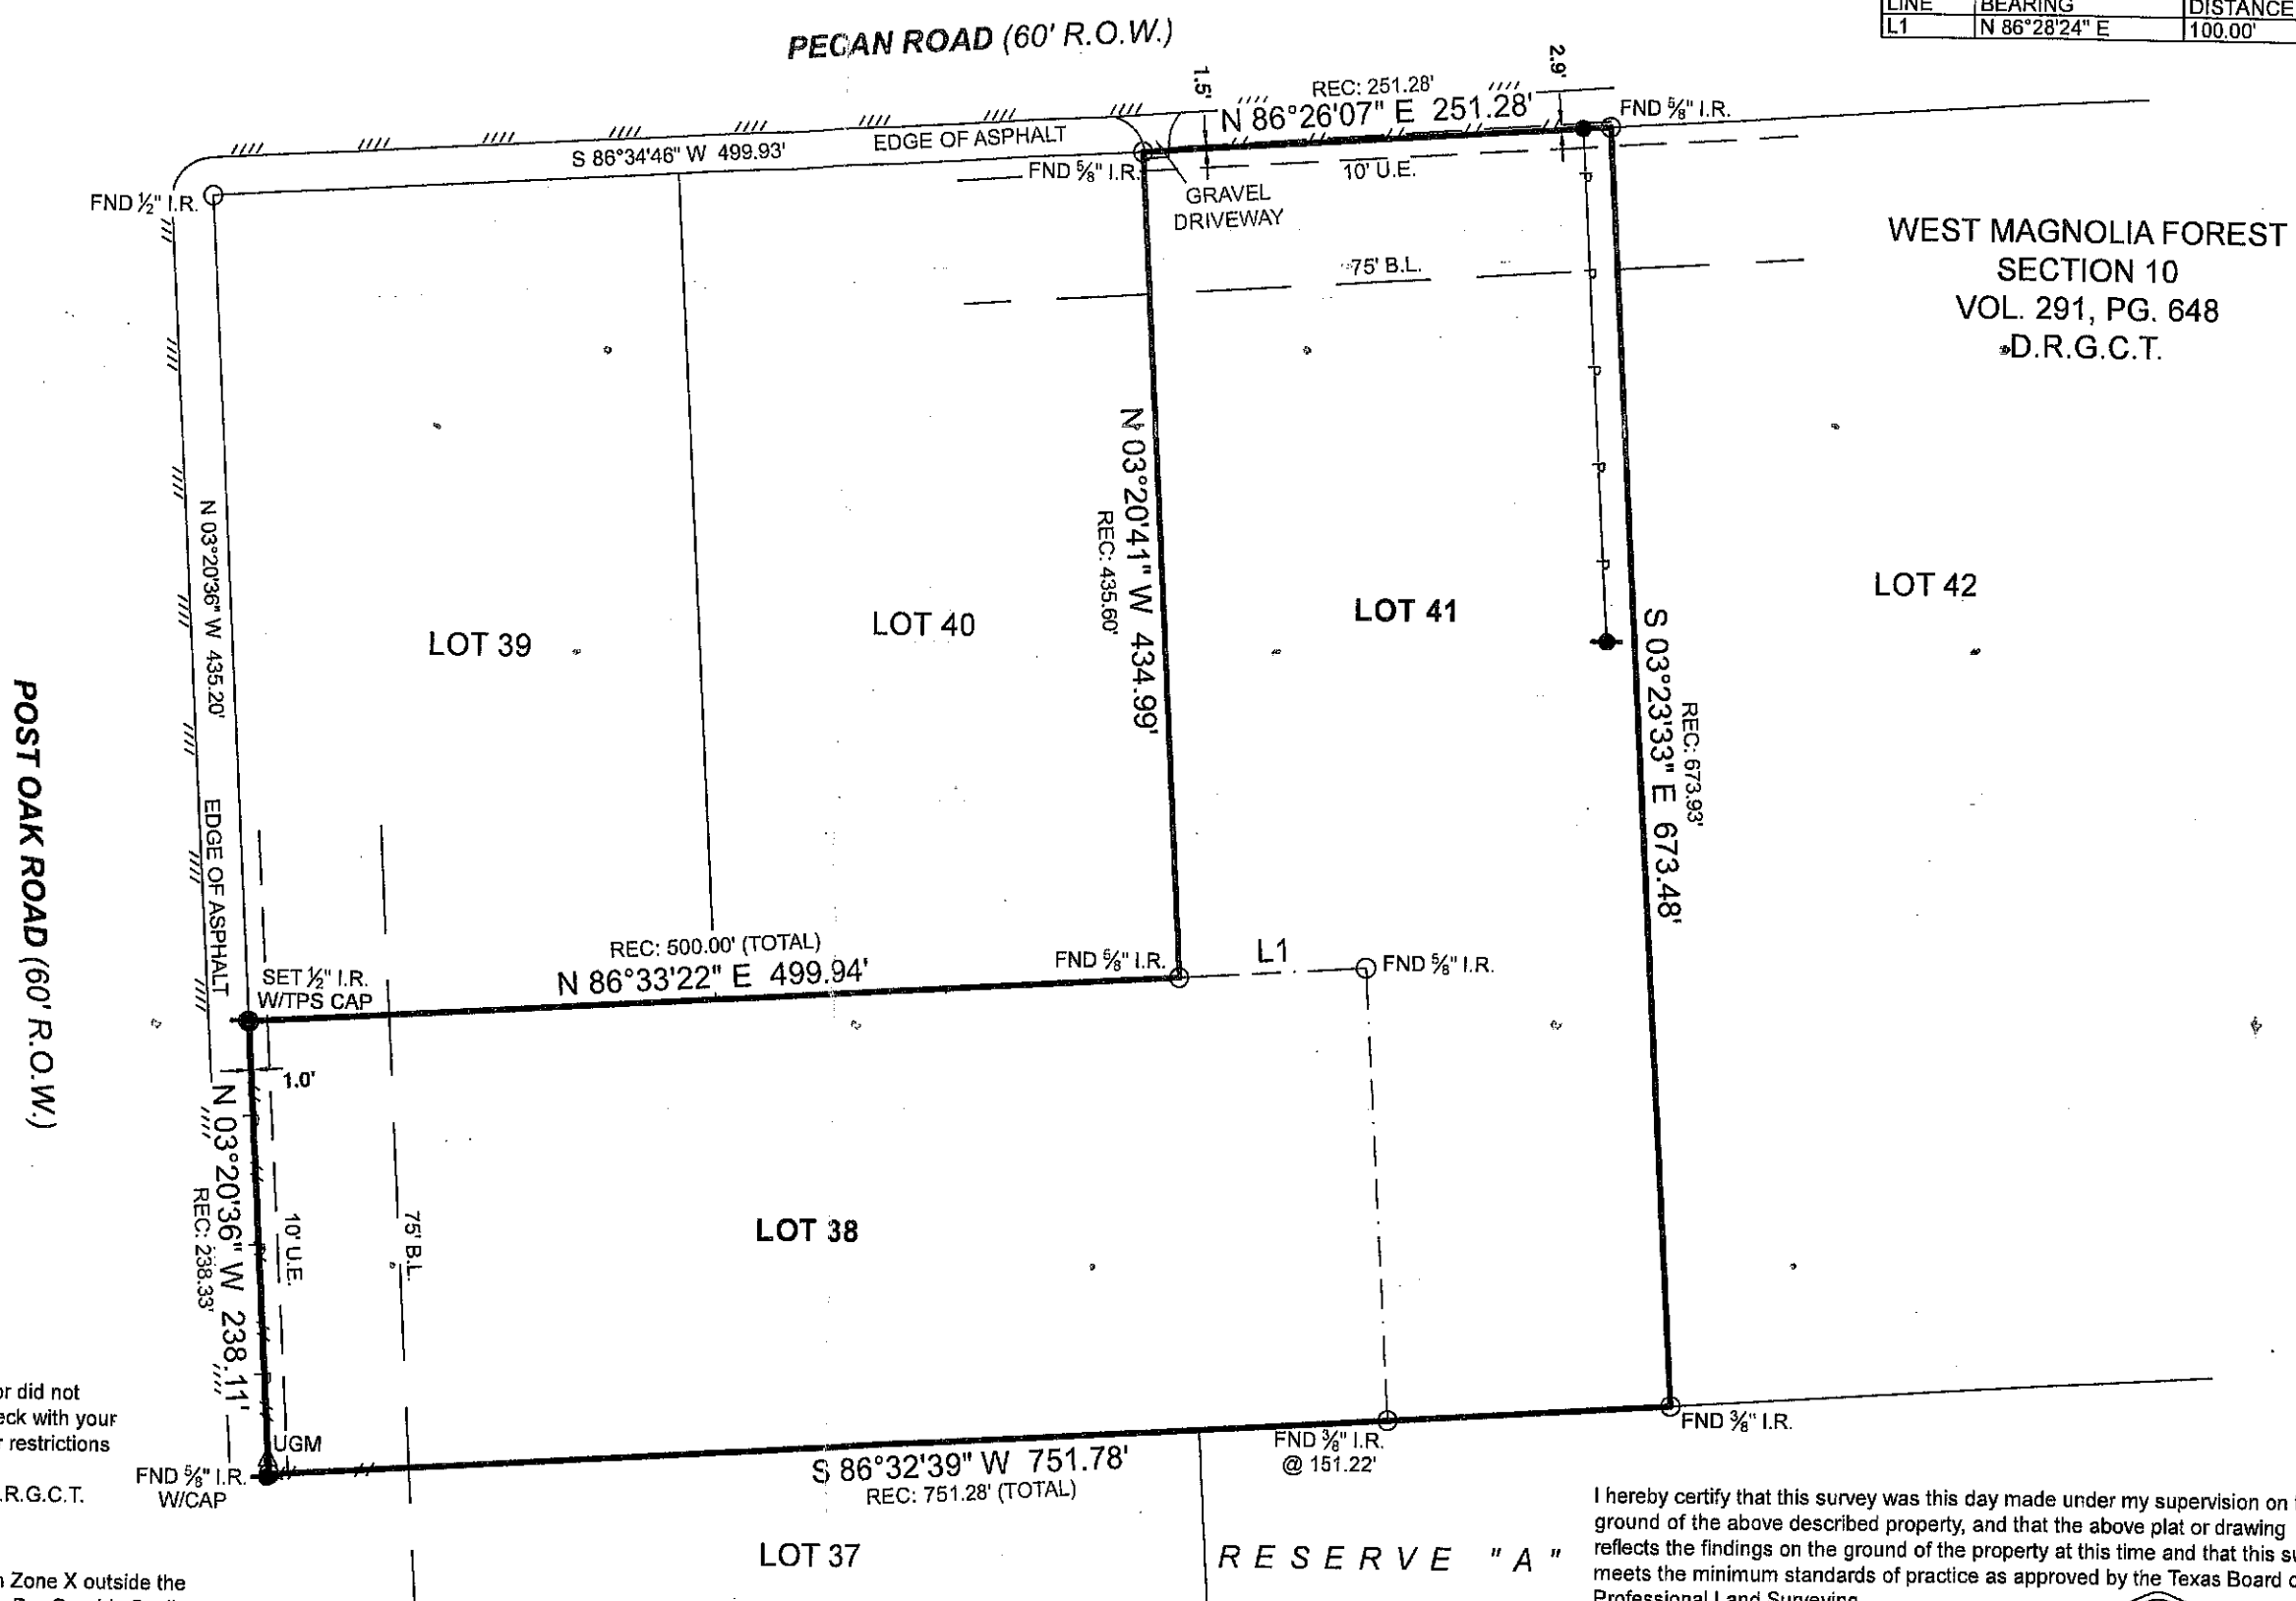 LINE BEARING DISTANCE
L1 N 86°28'24" E 100.00'
PECAN ROAD (60' R.O.W.)
1.5'
REC: 251.28'
N 86°26'07" E 251.28'
2.9'
FND ⅝" I.R.
EDGE OF ASPHALT
S 86°34'46" W 499.93'
FND ½" I.R.
FND ⅝" I.R.
10' U.E.
GRAVEL
DRIVEWAY
75' B.L.
WEST MAGNOLIA FOREST
SECTION 10
VOL. 291, PG. 648
D.R.G.C.T.
P
P
P
P
P
N 03°20'36" W 435.20'
EDGE OF ASPHALT
POST OAK ROAD (60' R.O.W.)
LOT 39
LOT 40
N 03°20'41" W 434.99'
REC: 435.60'
LOT 41
S 03°23'33" E 673.48'
REC: 673.93'
LOT 42
REC: 500.00' (TOTAL)
N 86°33'22" E 499.94'
FND ⅝" I.R.
L1
FND ⅝" I.R.
SET ½" I.R.
W/TPS CAP
1.0'
N 03°20'36" W 238.11'
REC: 238.33'
10' U.E.
75' B.L.
LOT 38
UGM
FND ⅝" I.R.
W/CAP
S 86°32'39" W 751.78'
REC: 751.28' (TOTAL)
FND ⅜" I.R.
@ 151.22'
FND ⅜" I.R.
LOT 37
RESERVE "A"
or did not
eck with your
r restrictions
.R.G.C.T.
n Zone X outside the
I hereby certify that this survey was this day made under my supervision on
ground of the above described property, and that the above plat or drawing
reflects the findings on the ground of the property at this time and that this su
meets the minimum standards of practice as approved by the Texas Board o
Professional Land Surveying